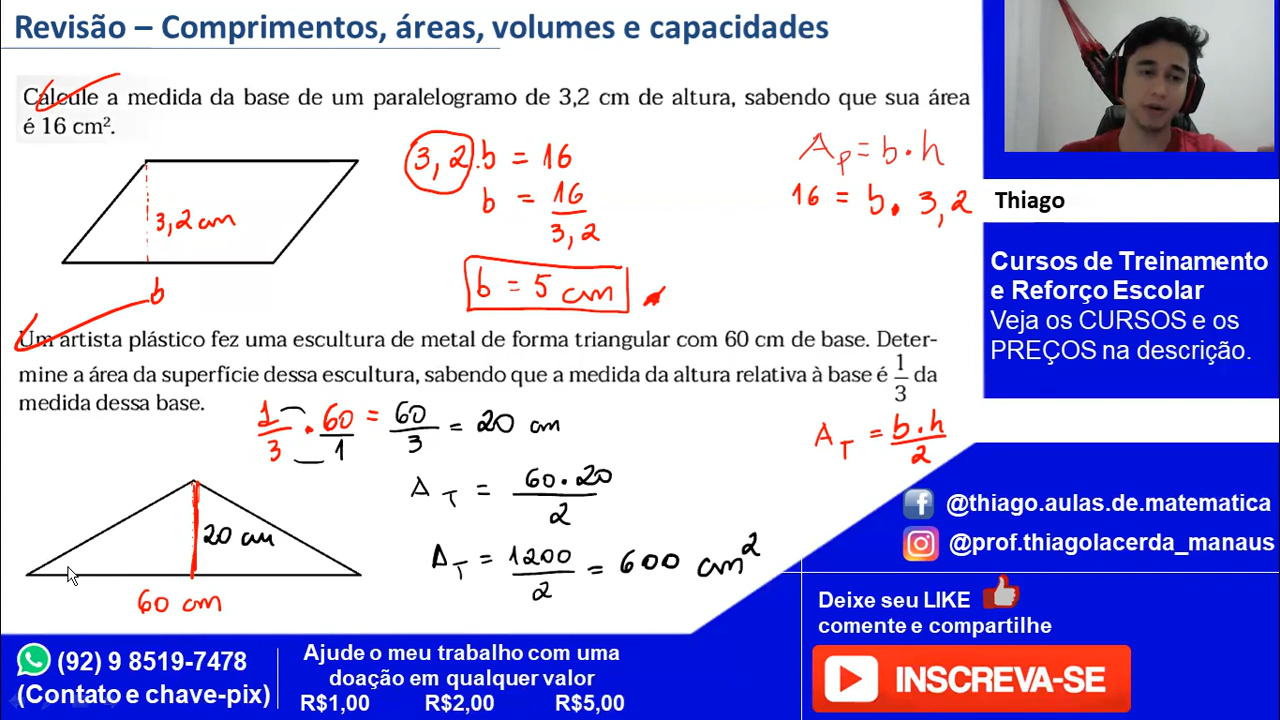 Revisão – Comprimentos, áreas, volumes e capacidades
Calcule a medida da base de um paralelogramo de 3,2 cm de altura, sabendo que sua área
é 16 cm².
3,2.b = 16
b = 16/3,2
b = 5 cm
A_P = b·h
16 = b. 3,2
3,2 cm
b
Thiago
Cursos de Treinamento
e Reforço Escolar
Veja os CURSOS e os
PREÇOS na descrição.
Um artista plástico fez uma escultura de metal de forma triangular com 60 cm de base. Deter-
mine a área da superfície dessa escultura, sabendo que a medida da altura relativa à base é 1/3 da
medida dessa base.
1/3 · 60/1 = 60/3 = 20 cm
A_T = b.h/2
A_T = 60.20/2
A_T = 1200/2 = 600 cm²
20 cm
60 cm
@thiago.aulas.de.matematica
@prof.thiagolacerda_manaus
Deixe seu LIKE
comente e compartilhe
INSCREVA-SE
(92) 9 8519-7478
(Contato e chave-pix)
Ajude o meu trabalho com uma
doação em qualquer valor
R$1,00 R$2,00 R$5,00